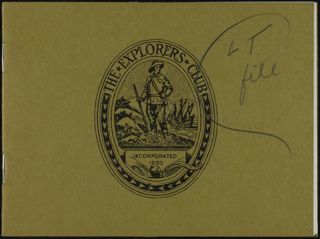 THE EXPLORERS CLUB
INCORPORATED
1905
LT
file